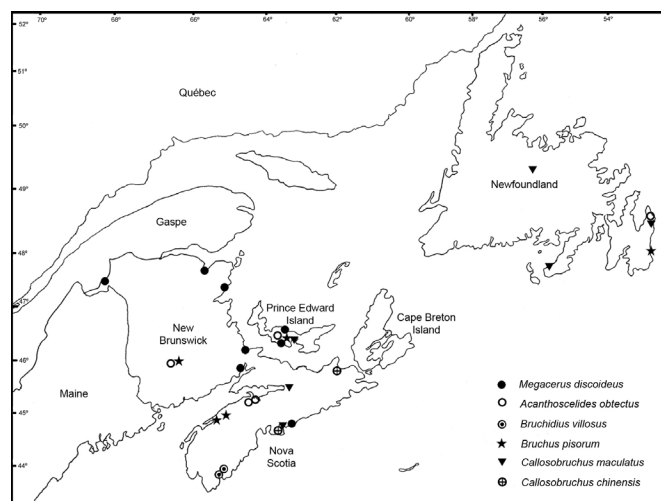 70° 68° 66° 64° 62° 60° 58° 56° 54°
52°
51°
50°
49°
48°
47°
46°
45°
44°
Québec
Newfoundland
Gaspe
Prince Edward
Island
Cape Breton
Island
New
Brunswick
Maine
Nova
Scotia
Megacerus discoideus
Acanthoscelides obtectus
Bruchidius villosus
Bruchus pisorum
Callosobruchus maculatus
Callosobruchus chinensis